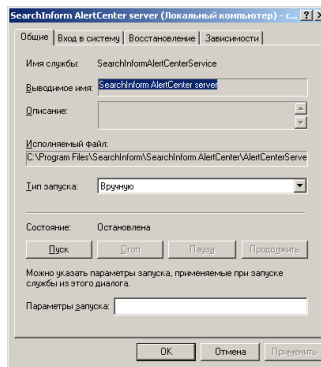 SearchInform AlertCenter server (Локальный компьютер) - с... ? X
Общие Вход в систему Восстановление Зависимости
Имя службы: SearchInformAlertCenterService
Выводимое имя: SearchInform AlertCenter server
Описание:
Исполняемый файл:
C:\Program Files\SearchInform\SearchInform AlertCenter\AlertCenterServe
Тип запуска: Вручную
Состояние: Остановлена
Пуск Стоп Пауза Продолжить
Можно указать параметры запуска, применяемые при запуске
службы из этого диалога.
Параметры запуска:
OK Отмена Применить